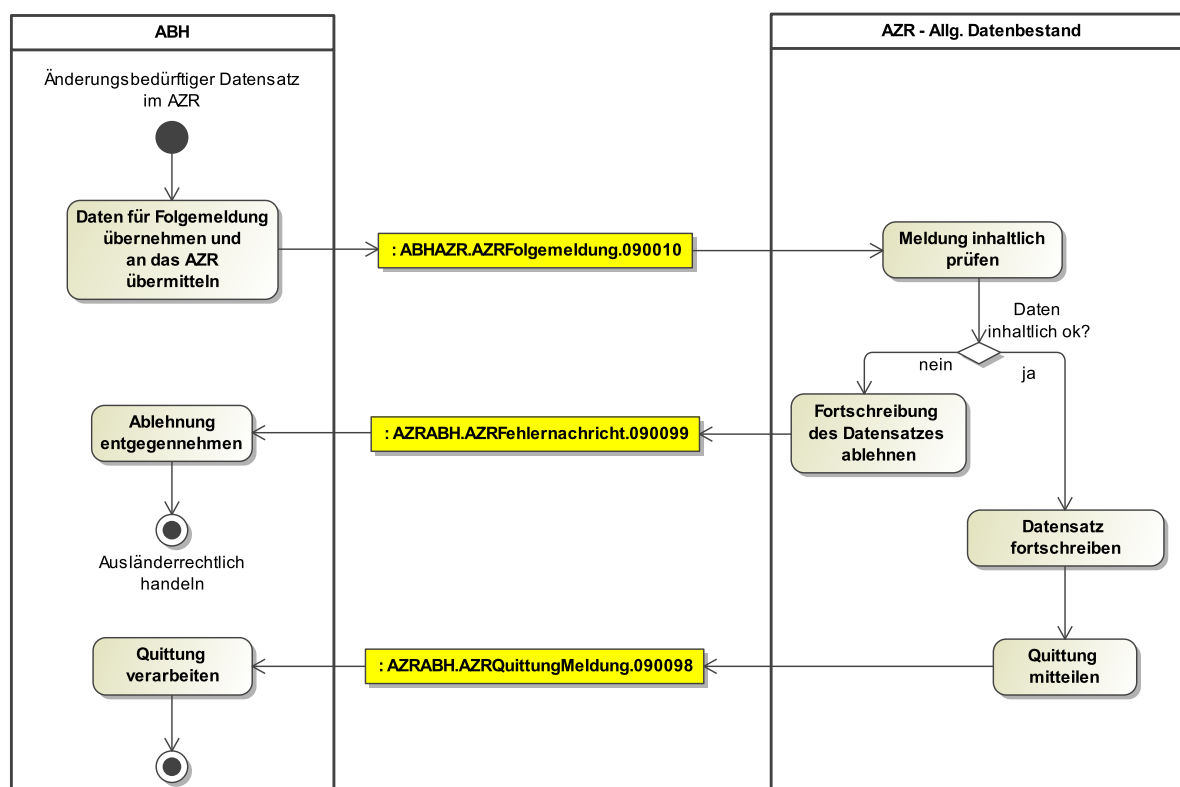 ABH
AZR - Allg. Datenbestand
Änderungsbedürftiger Datensatz
im AZR
Daten für Folgemeldung
übernehmen und
an das AZR
übermitteln
: ABHAZR.AZRFolgemeldung.090010
Meldung inhaltlich
prüfen
Daten
inhaltlich ok?
nein
ja
Fortschreibung
des Datensatzes
ablehnen
: AZRABH.AZRFehlernachricht.090099
Ablehnung
entgegennehmen
Ausländerrechtlich
handeln
Datensatz
fortschreiben
Quittung
mitteilen
: AZRABH.AZRQuittungMeldung.090098
Quittung
verarbeiten